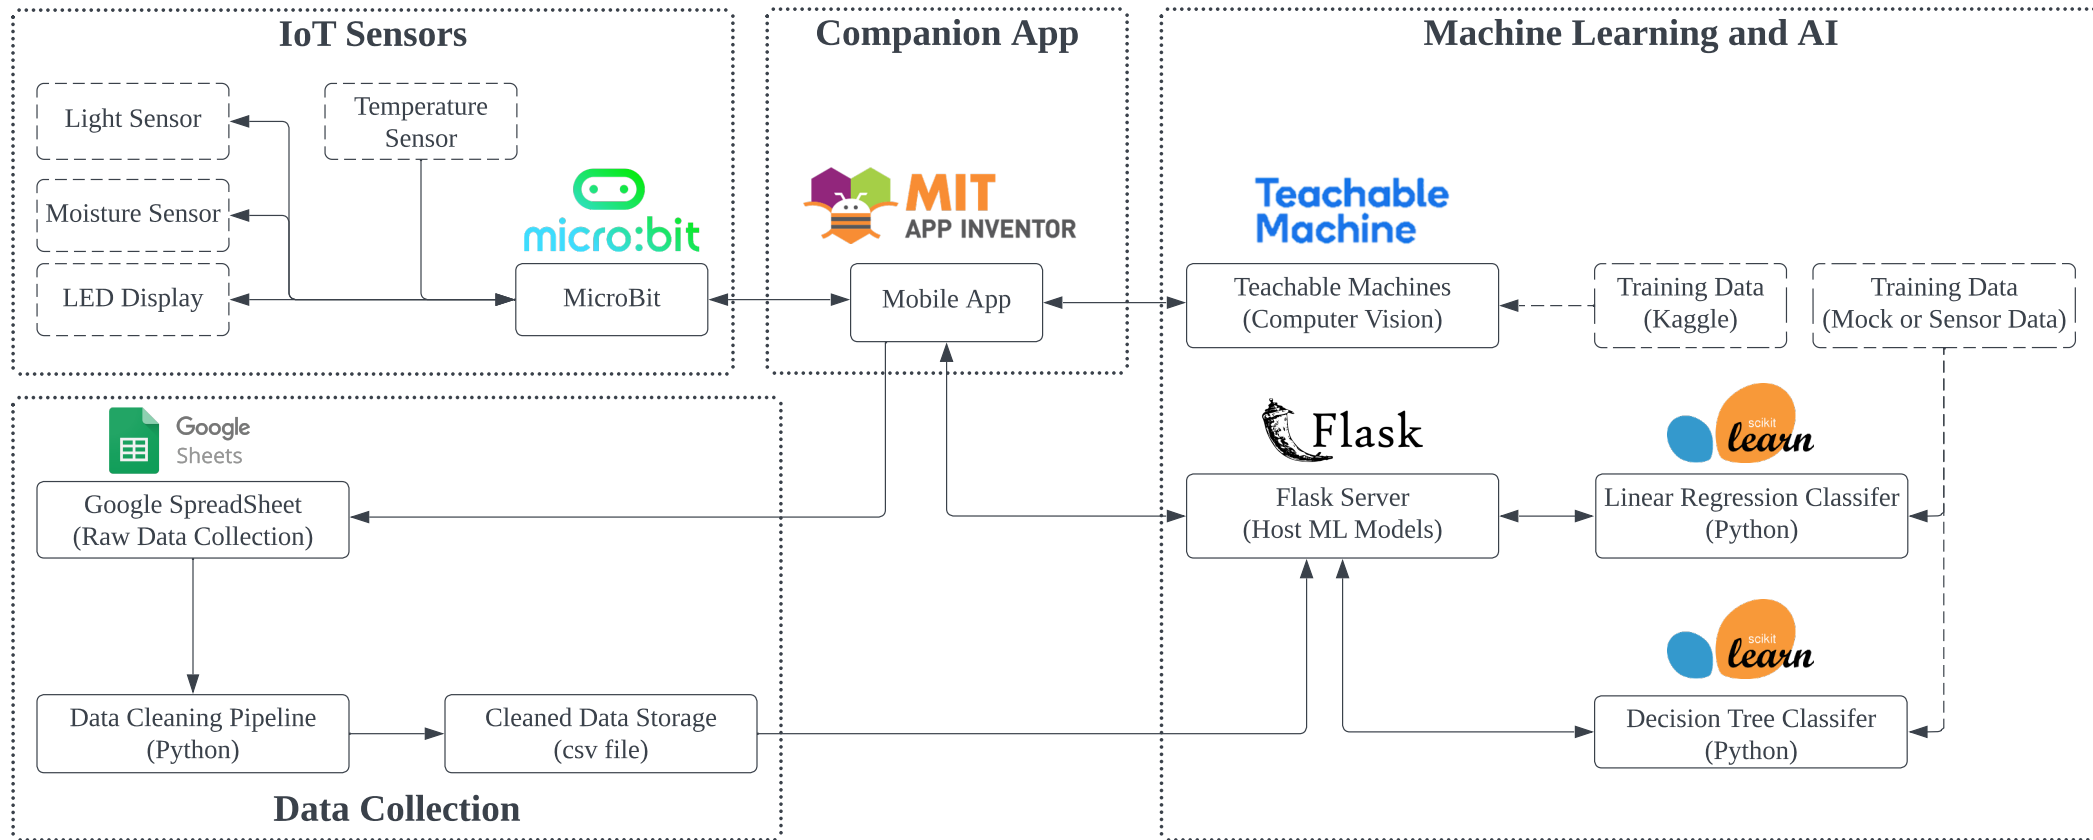 IoT Sensors
Light Sensor
Temperature
Sensor
Moisture Sensor
micro:bit
LED Display
MicroBit
Companion App
MIT
APP INVENTOR
Mobile App
Machine Learning and AI
Teachable
Machine
Teachable Machines
(Computer Vision)
Training Data
(Kaggle)
Training Data
(Mock or Sensor Data)
Flask
scikit
learn
Flask Server
(Host ML Models)
Linear Regression Classifer
(Python)
scikit
learn
Decision Tree Classifer
(Python)
Google
Sheets
Google SpreadSheet
(Raw Data Collection)
Data Cleaning Pipeline
(Python)
Cleaned Data Storage
(csv file)
Data Collection